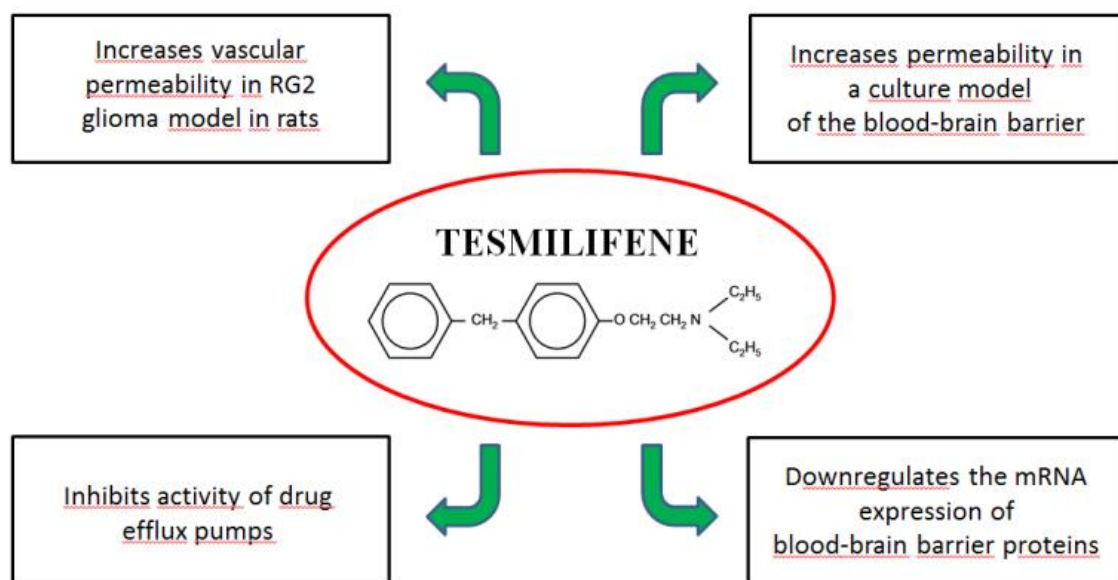 Increases vascular
permeability in RG2
glioma model in rats
Increases permeability in
a culture model
of the blood-brain barrier
TESMILIFENE
CH₂
O CH₂ CH₂ N
C₂H₅
C₂H₅
Inhibits activity of drug
efflux pumps
Downregulates the mRNA
expression of
blood-brain barrier proteins